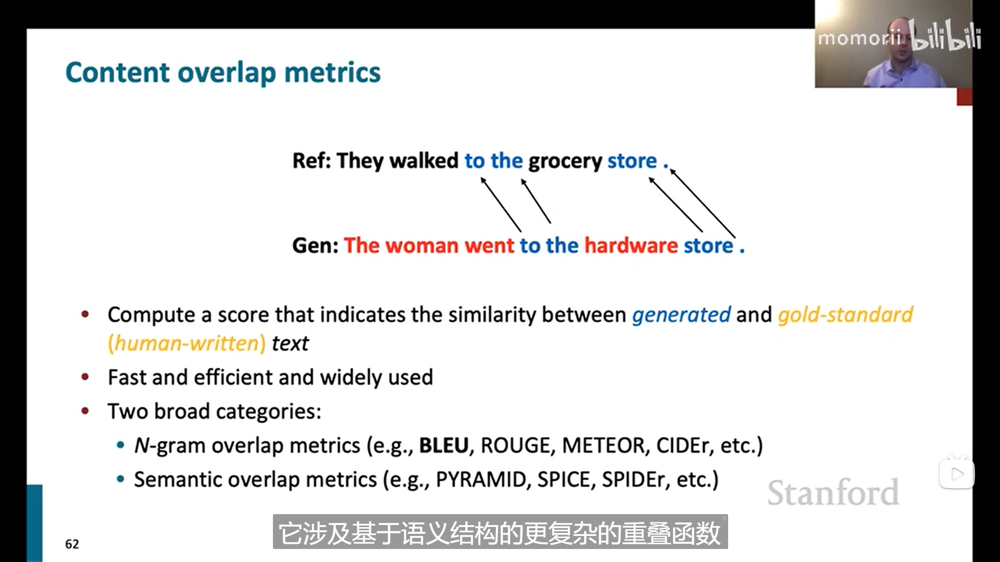 momorii bilibili
Content overlap metrics
Ref: They walked to the grocery store .
Gen: The woman went to the hardware store .
• Compute a score that indicates the similarity between generated and gold-standard
(human-written) text
• Fast and efficient and widely used
• Two broad categories:
• N-gram overlap metrics (e.g., BLEU, ROUGE, METEOR, CIDEr, etc.)
• Semantic overlap metrics (e.g., PYRAMID, SPICE, SPIDEr, etc.)
Stanford
它涉及基于语义结构的更复杂的重叠函数
62